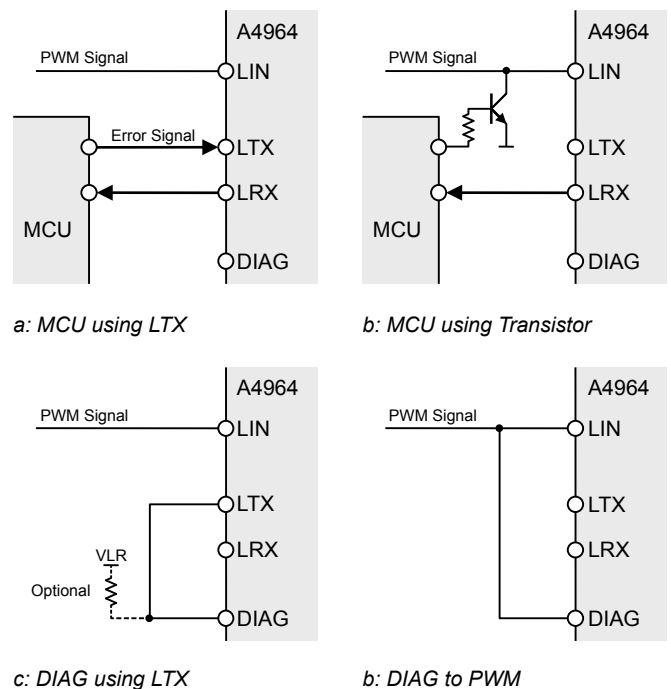 A4964
PWM Signal
LIN
Error Signal
LTX
LRX
MCU
DIAG
a: MCU using LTX
A4964
PWM Signal
LIN
LTX
LRX
MCU
DIAG
b: MCU using Transistor
A4964
PWM Signal
LIN
LTX
VLR
LRX
Optional
DIAG
c: DIAG using LTX
A4964
PWM Signal
LIN
LTX
LRX
DIAG
b: DIAG to PWM